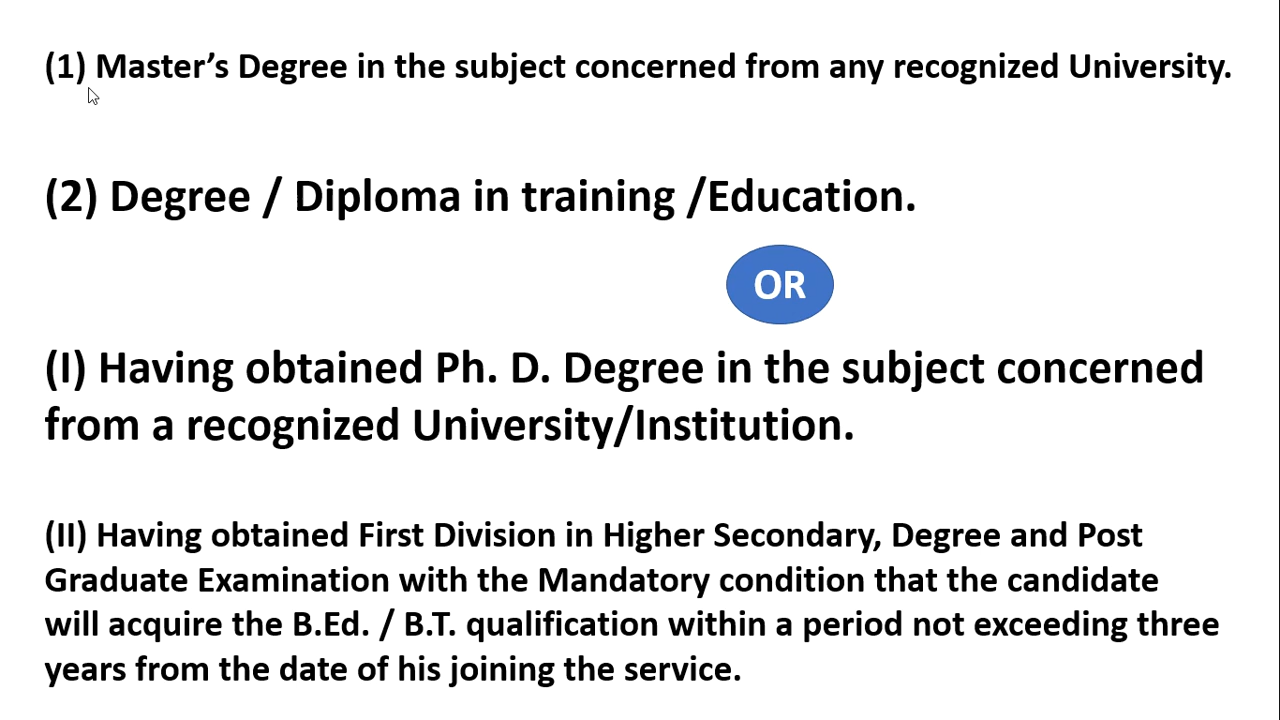 (1) Master’s Degree in the subject concerned from any recognized University.
(2) Degree / Diploma in training /Education.
OR
(I) Having obtained Ph. D. Degree in the subject concerned
from a recognized University/Institution.
(II) Having obtained First Division in Higher Secondary, Degree and Post
Graduate Examination with the Mandatory condition that the candidate
will acquire the B.Ed. / B.T. qualification within a period not exceeding three
years from the date of his joining the service.